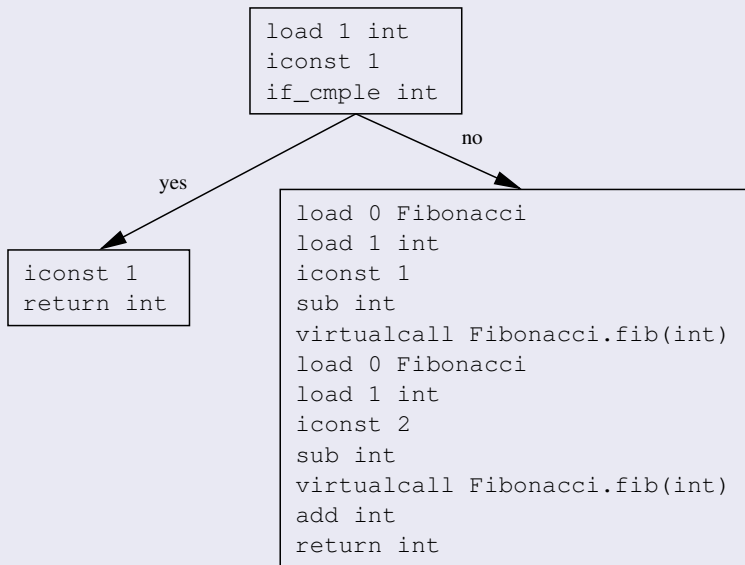 load 1 int
iconst 1
if_cmple int
no
yes
iconst 1
return int
load 0 Fibonacci
load 1 int
iconst 1
sub int
virtualcall Fibonacci.fib(int)
load 0 Fibonacci
load 1 int
iconst 2
sub int
virtualcall Fibonacci.fib(int)
add int
return int